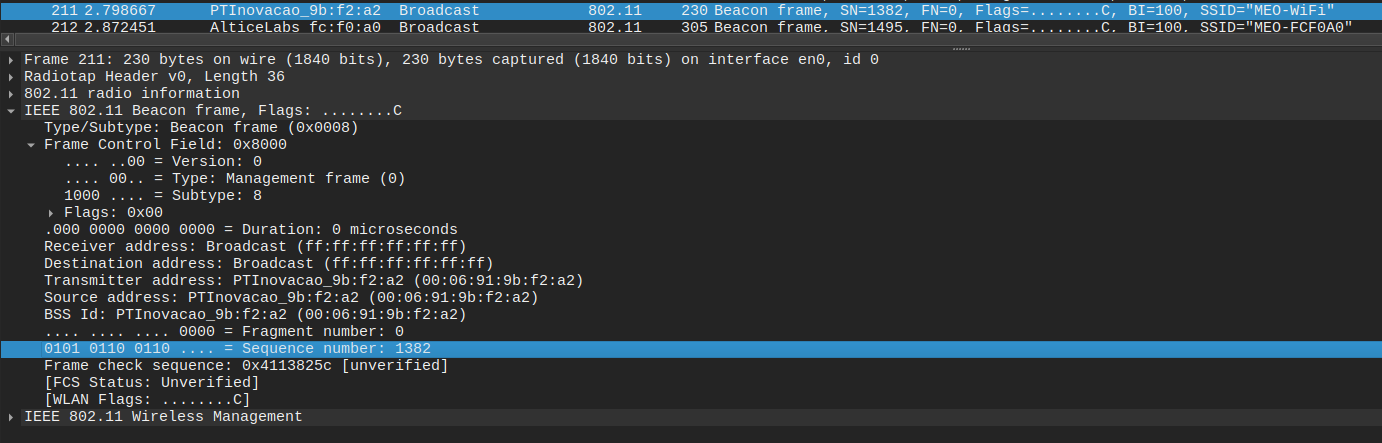 211 2.798667 PTInovacao_9b:f2:a2 Broadcast 802.11 230 Beacon frame, SN=1382, FN=0, Flags=........C, BI=100, SSID="MEO-WiFi"
212 2.872451 AlticeLabs_fc:f0:a0 Broadcast 802.11 305 Beacon frame, SN=1495, FN=0, Flags=........C, BI=100, SSID="MEO-FCF0A0"
Frame 211: 230 bytes on wire (1840 bits), 230 bytes captured (1840 bits) on interface en0, id 0
Radiotap Header v0, Length 36
802.11 radio information
IEEE 802.11 Beacon frame, Flags: ........C
Type/Subtype: Beacon frame (0x0008)
Frame Control Field: 0x8000
.... ..00 = Version: 0
.... 00.. = Type: Management frame (0)
1000 .... = Subtype: 8
Flags: 0x00
.000 0000 0000 0000 = Duration: 0 microseconds
Receiver address: Broadcast (ff:ff:ff:ff:ff:ff)
Destination address: Broadcast (ff:ff:ff:ff:ff:ff)
Transmitter address: PTInovacao_9b:f2:a2 (00:06:91:9b:f2:a2)
Source address: PTInovacao_9b:f2:a2 (00:06:91:9b:f2:a2)
BSS Id: PTInovacao_9b:f2:a2 (00:06:91:9b:f2:a2)
.... .... .... 0000 = Fragment number: 0
0101 0110 0110 .... = Sequence number: 1382
Frame check sequence: 0x4113825c [unverified]
[FCS Status: Unverified]
[WLAN Flags: ........C]
IEEE 802.11 Wireless Management